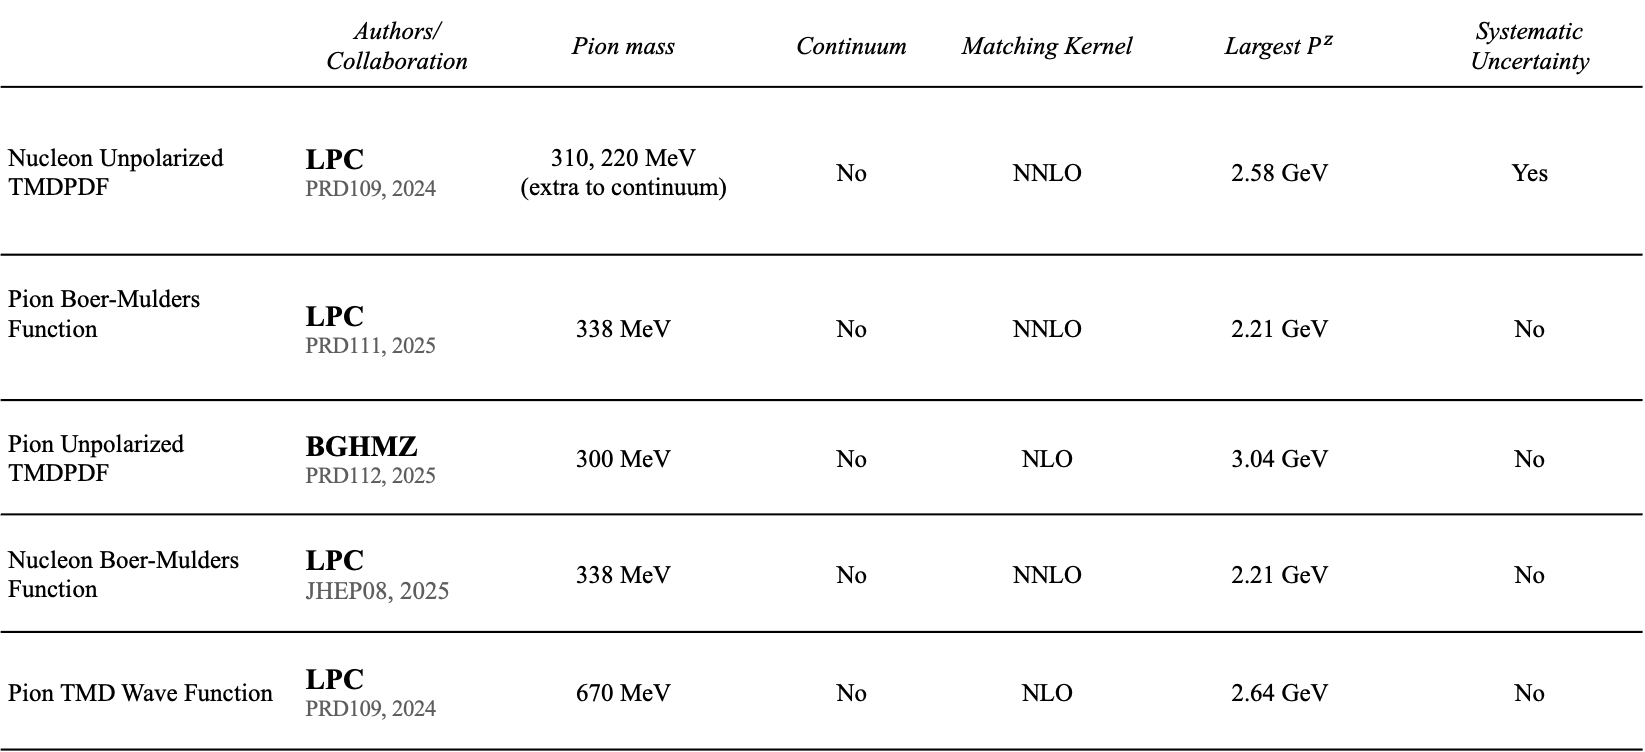 Authors/
Collaboration
Pion mass
Continuum
Matching Kernel
Largest P^z
Systematic
Uncertainty
Nucleon Unpolarized
TMDPDF
LPC
PRD109, 2024
310, 220 MeV
(extra to continuum)
No
NNLO
2.58 GeV
Yes
Pion Boer-Mulders
Function
LPC
PRD111, 2025
338 MeV
No
NNLO
2.21 GeV
No
Pion Unpolarized
TMDPDF
BGHMZ
PRD112, 2025
300 MeV
No
NLO
3.04 GeV
No
Nucleon Boer-Mulders
Function
LPC
JHEP08, 2025
338 MeV
No
NNLO
2.21 GeV
No
Pion TMD Wave Function
LPC
PRD109, 2024
670 MeV
No
NLO
2.64 GeV
No